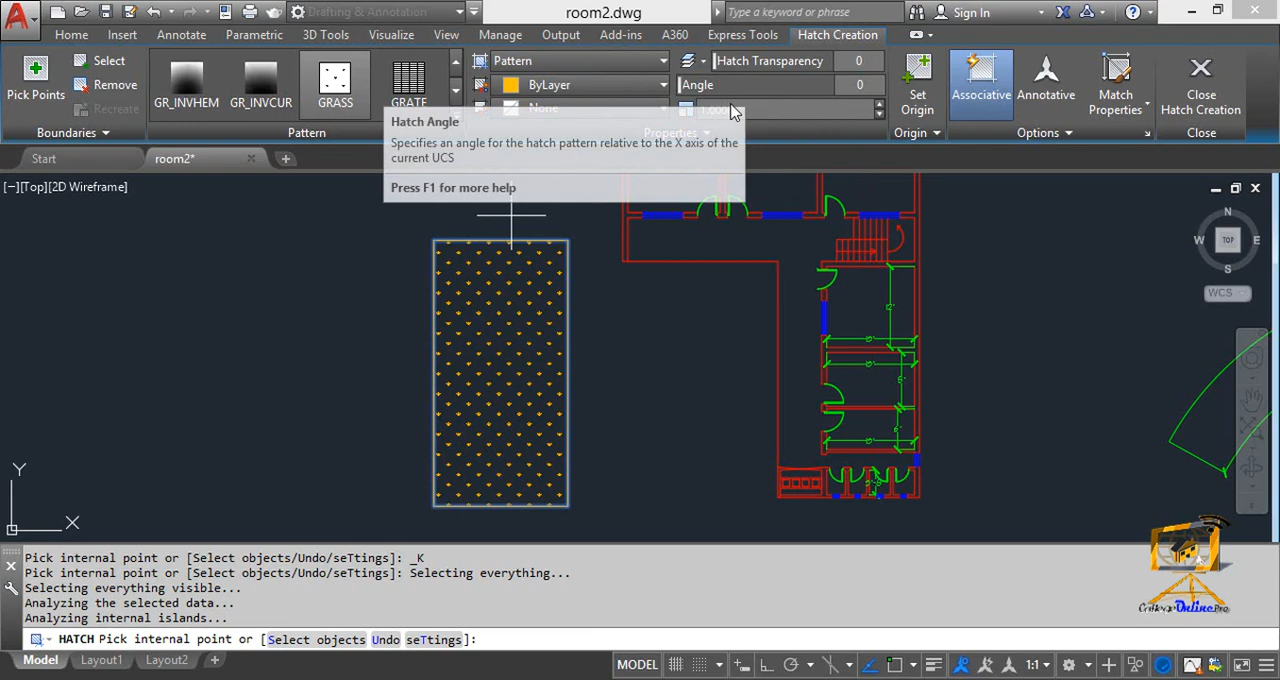 Drafting & Annotation
room2.dwg
Type a keyword or phrase
Sign In
Home
Insert
Annotate
Parametric
3D Tools
Visualize
View
Manage
Output
Add-ins
A360
Express Tools
Hatch Creation
Pick Points
Select
Remove
Recreate
Boundaries
GR_INVHEM
GR_INVCUR
GRASS
GRATE
Pattern
Pattern
ByLayer
None
Hatch Transparency
0
Angle
0
Properties
Set
Origin
Origin
Associative
Annotative
Match
Properties
Options
Close
Hatch Creation
Close
Hatch Angle
Specifies an angle for the hatch pattern relative to the X axis of the
current UCS
Press F1 for more help
Start
room2*
[−][Top][2D Wireframe]
N
W
TOP
E
S
WCS
Y
X
College Online Pro
Pick internal point or [Select objects/Undo/seTtings]: _K
Pick internal point or [Select objects/Undo/seTtings]: Selecting everything...
Selecting everything visible...
Analyzing the selected data...
Analyzing internal islands...
HATCH Pick internal point or [Select objects Undo seTtings]:
Model
Layout1
Layout2
MODEL
1:1